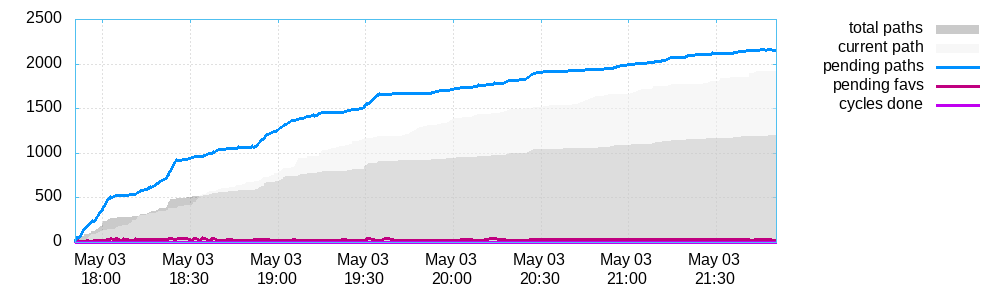 2500
2000
1500
1000
500
0
May 03 May 03 May 03 May 03 May 03 May 03 May 03 May 03
18:00 18:30 19:00 19:30 20:00 20:30 21:00 21:30
total paths
current path
pending paths
pending favs
cycles done